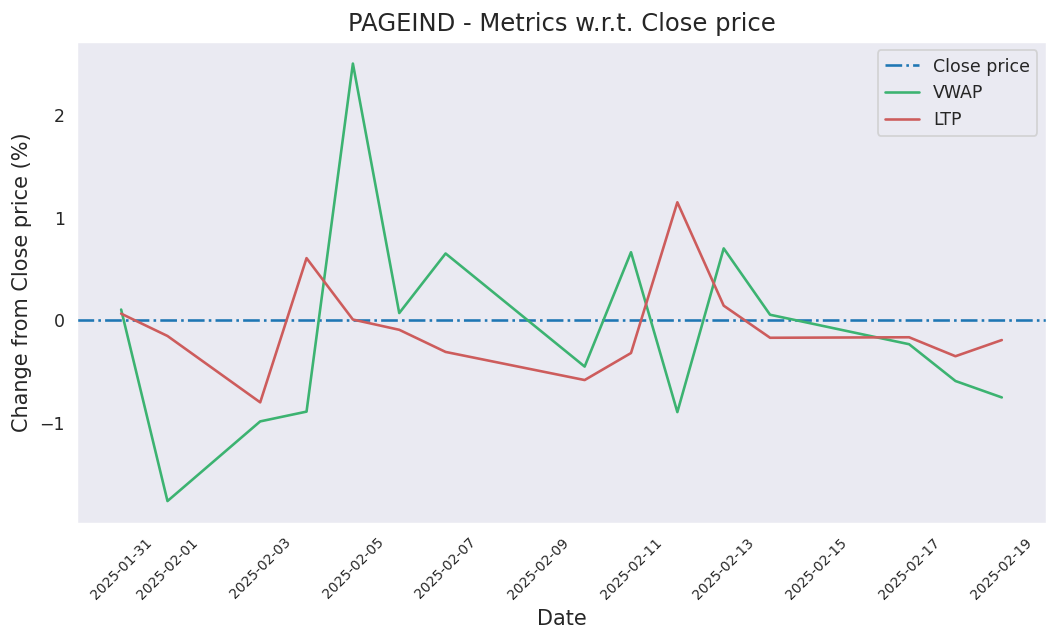 PAGEIND - Metrics w.r.t. Close price
Close price
VWAP
LTP
Change from Close price (%)
2
1
0
−1
2025-01-31
2025-02-01
2025-02-03
2025-02-05
2025-02-07
2025-02-09
2025-02-11
2025-02-13
2025-02-15
2025-02-17
2025-02-19
Date